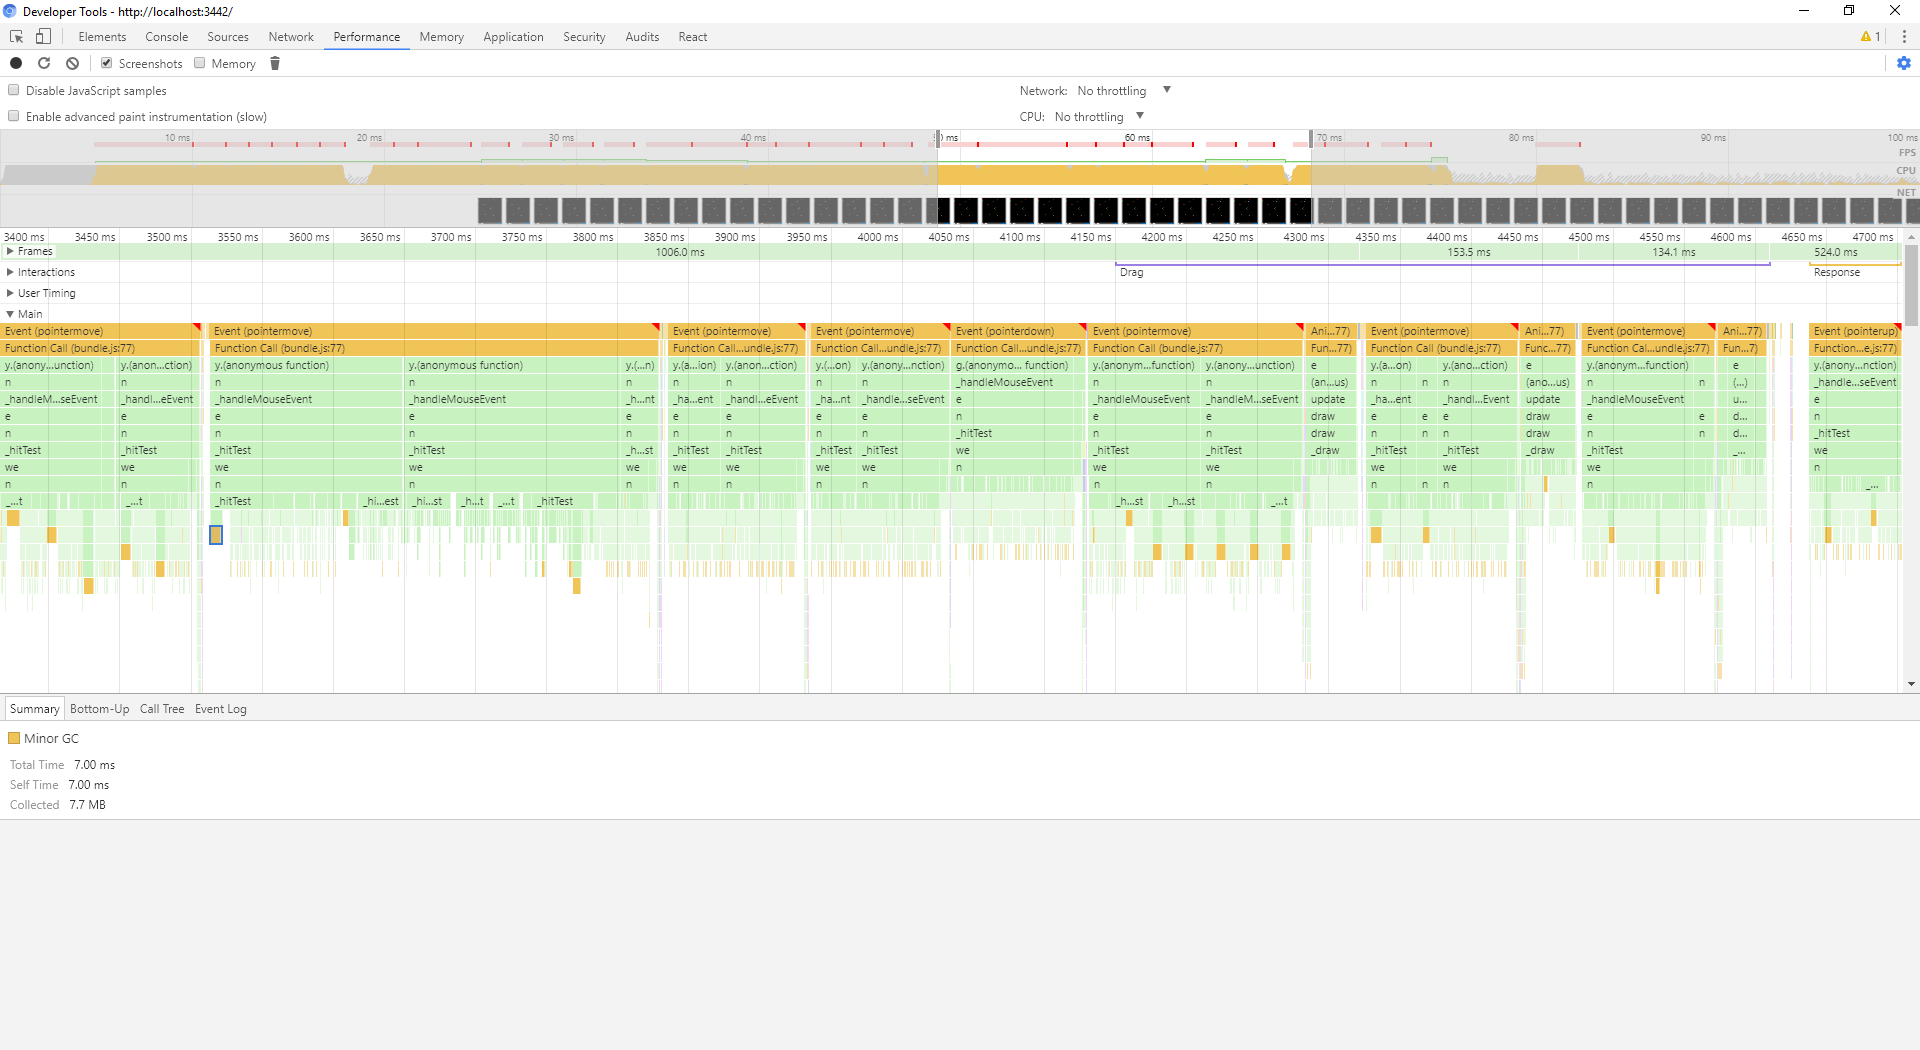 Developer Tools - http://localhost:3442/
Elements Console Sources Network Performance Memory Application Security Audits React 1
Screenshots Memory
Disable JavaScript samples Network: No throttling
Enable advanced paint instrumentation (slow) CPU: No throttling
10 ms 20 ms 30 ms 40 ms 60 ms 70 ms 80 ms 90 ms 100 ms
FPS
CPU
NET
3400 ms 3450 ms 3500 ms 3550 ms 3600 ms 3650 ms 3700 ms 3750 ms 3800 ms 3850 ms 3900 ms 3950 ms 4000 ms 4050 ms 4100 ms 4150 ms 4200 ms 4250 ms 4300 ms 4350 ms 4400 ms 4450 ms 4500 ms 4550 ms 4600 ms 4650 ms 4700 ms
Frames 1006.0 ms 153.5 ms 134.1 ms 524.0 ms
Interactions Drag Response
User Timing
Main
Event (pointermove) Event (pointermove) Event (pointermove) Event (pointermove) Event (pointerdown) Event (pointermove) Ani...77) Event (pointermove) Ani...77) Event (pointermove) Ani...77) Event (pointerup)
Function Call (bundle.js:77) Function Call (bundle.js:77) Function Call...undle.js:77) Function Cal...undle.js:77) Function Call...undle.js:77) Function Call (bundle.js:77) Fun...77) Function Call (bundle.js:77) Func...77) Function Cal...undle.js:77) Fun...7) Function...e.js:77)
y.(anony...unction) y.(anon...ction) y.(anonymous function) y.(anonymous function) y.(...n) y.(a...ion) y.(anon...ction) y.(...on) y.(anony...nction) g.(anonymo... function) y.(anonym...function) y.(anony...unction) e y.(a...on) y.(ano...ction) e y.(anonym...function) e y.(anony...nction)
n n n n n n n n n _handleMouseEvent n n (an...us) n n n (ano...us) n n (...) _handle...seEvent
_handleM...seEvent _handl...eEvent _handleMouseEvent _handleMouseEvent _h...nt _ha...ent _handl...eEvent _ha...nt _handle...seEvent e _handleMouseEvent _handleM...seEvent update _ha...ent _handl...Event update _handleMouseEvent u... e
e e e e e e e e e n e e draw e e e draw e e d... n
n n n n n n n n n _hitTest n n draw n n n draw n n d... _hitTest
_hitTest _hitTest _hitTest _hitTest _h...st _hitTest _hitTest _hitTest _hitTest we _hitTest _hitTest _draw _hitTest _hitTest _draw _hitTest _... we
we we we we we we we we we n we we we we we n
n n n n n n n n n n n n n n n _...
_...t _...t _hitTest _hi...est _hi...st _h...t _...t _hitTest _h...st _h...st _...t
Summary Bottom-Up Call Tree Event Log
Minor GC
Total Time 7.00 ms
Self Time 7.00 ms
Collected 7.7 MB